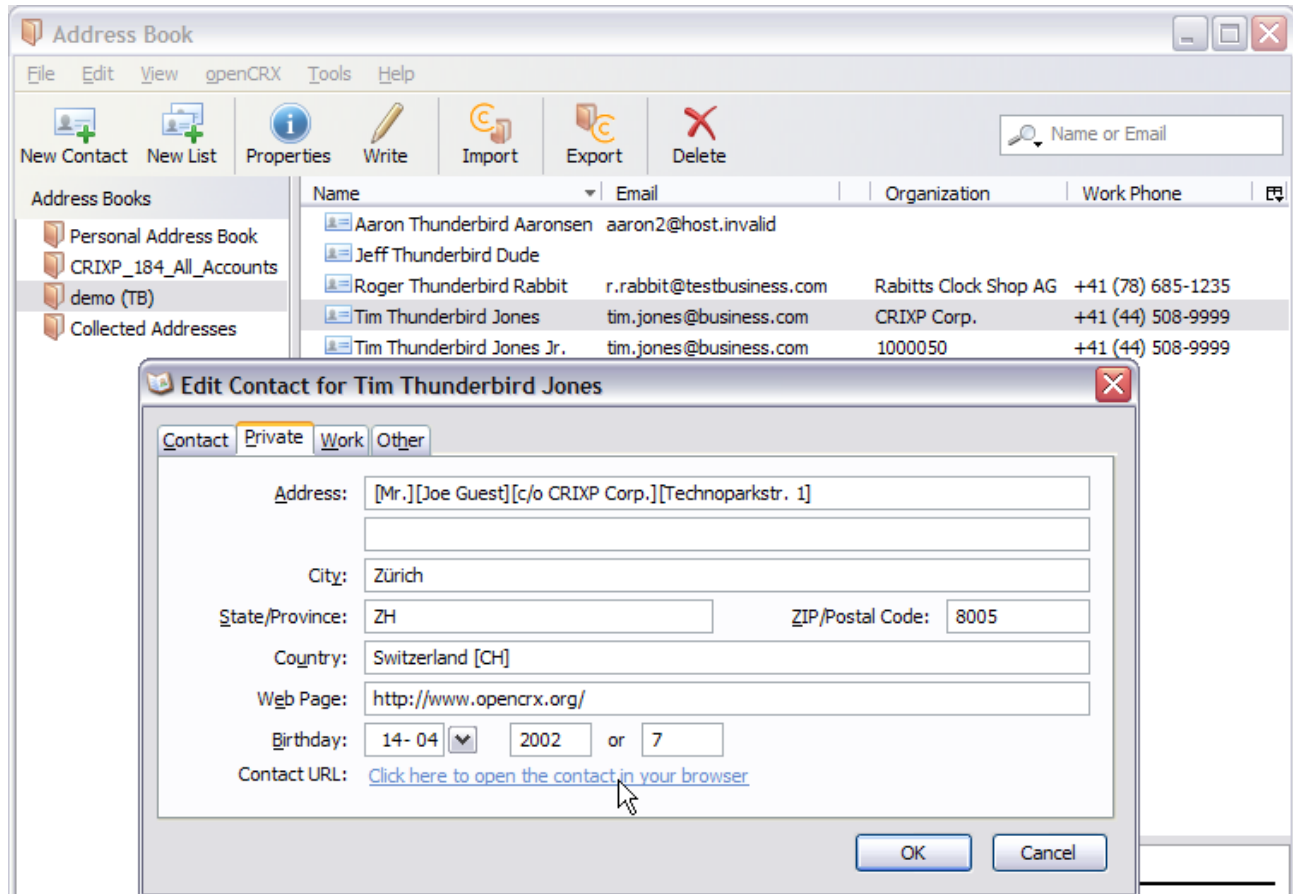 Address Book
File Edit View openCRX Tools Help
New Contact New List Properties Write Import Export Delete
Name or Email
Address Books
Personal Address Book
CRIXP_184_All_Accounts
demo (TB)
Collected Addresses
Name Email Organization Work Phone
Aaron Thunderbird Aaronsen aaron2@host.invalid
Jeff Thunderbird Dude
Roger Thunderbird Rabbit r.rabbit@testbusiness.com Rabitts Clock Shop AG +41 (78) 685-1235
Tim Thunderbird Jones tim.jones@business.com CRIXP Corp. +41 (44) 508-9999
Tim Thunderbird Jones Jr. tim.jones@business.com 1000050 +41 (44) 508-9999
Edit Contact for Tim Thunderbird Jones
Contact Private Work Other
Address: [Mr.][Joe Guest][c/o CRIXP Corp.][Technoparkstr. 1]
City: Zürich
State/Province: ZH ZIP/Postal Code: 8005
Country: Switzerland [CH]
Web Page: http://www.opencrx.org/
Birthday: 14- 04 2002 or 7
Contact URL: Click here to open the contact in your browser
OK Cancel